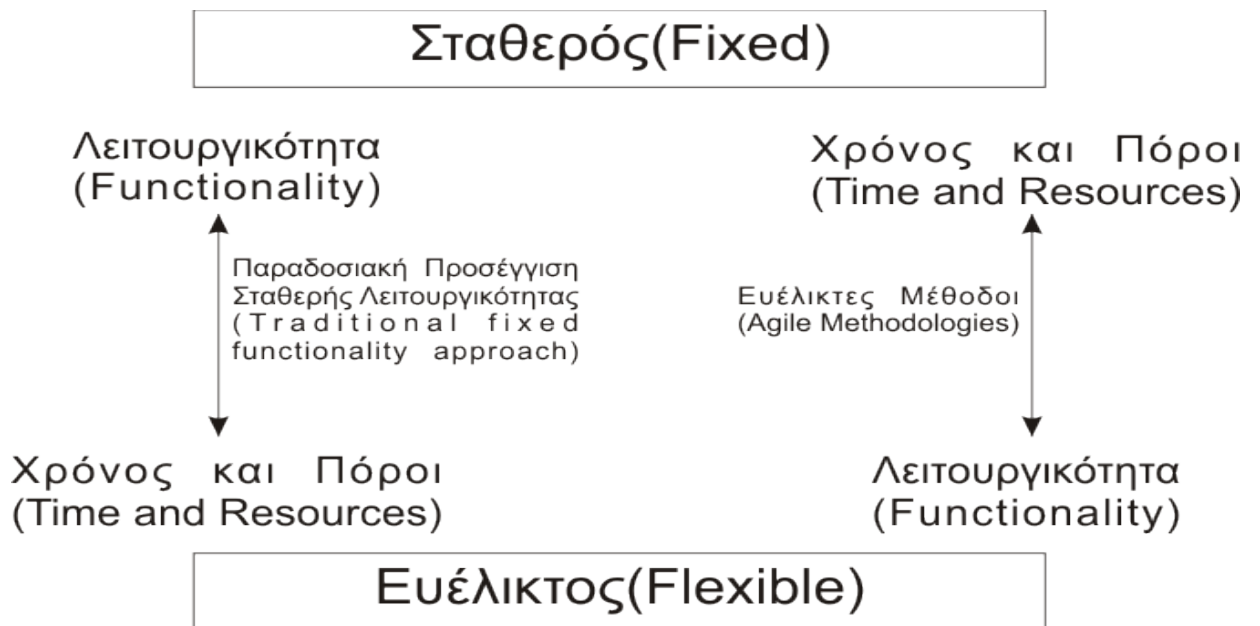 Σταθερός(Fixed)
Λειτουργικότητα
(Functionality)
Χρόνος και Πόροι
(Time and Resources)
Παραδοσιακή Προσέγγιση
Σταθερής Λειτουργικότητας
(Traditional fixed
functionality approach)
Ευέλικτες Μέθοδοι
(Agile Methodologies)
Χρόνος και Πόροι
(Time and Resources)
Λειτουργικότητα
(Functionality)
Ευέλικτος(Flexible)